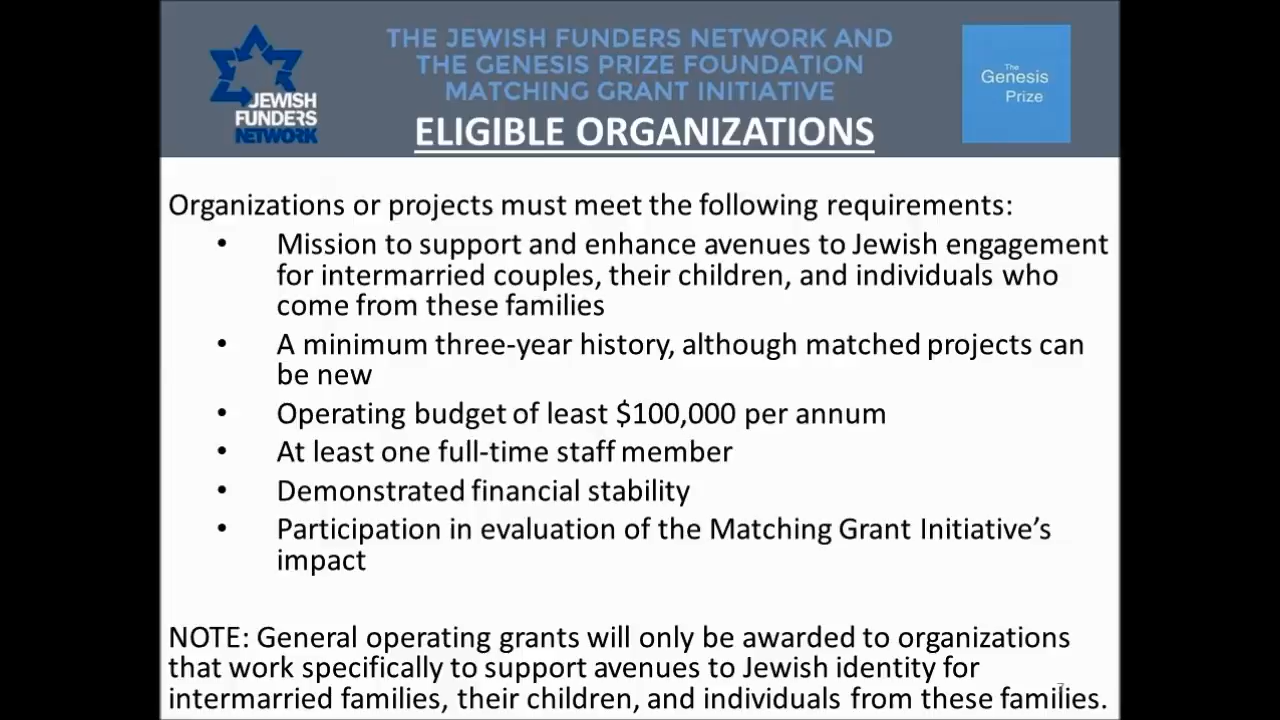 JEWISH
FUNDERS
NETWORK
THE JEWISH FUNDERS NETWORK AND
THE GENESIS PRIZE FOUNDATION
MATCHING GRANT INITIATIVE
ELIGIBLE ORGANIZATIONS
The
Genesis
Prize
Organizations or projects must meet the following requirements:
• Mission to support and enhance avenues to Jewish engagement
for intermarried couples, their children, and individuals who
come from these families
• A minimum three-year history, although matched projects can
be new
• Operating budget of least $100,000 per annum
• At least one full-time staff member
• Demonstrated financial stability
• Participation in evaluation of the Matching Grant Initiative's
impact
NOTE: General operating grants will only be awarded to organizations
that work specifically to support avenues to Jewish identity for
intermarried families, their children, and individuals from these families.
7